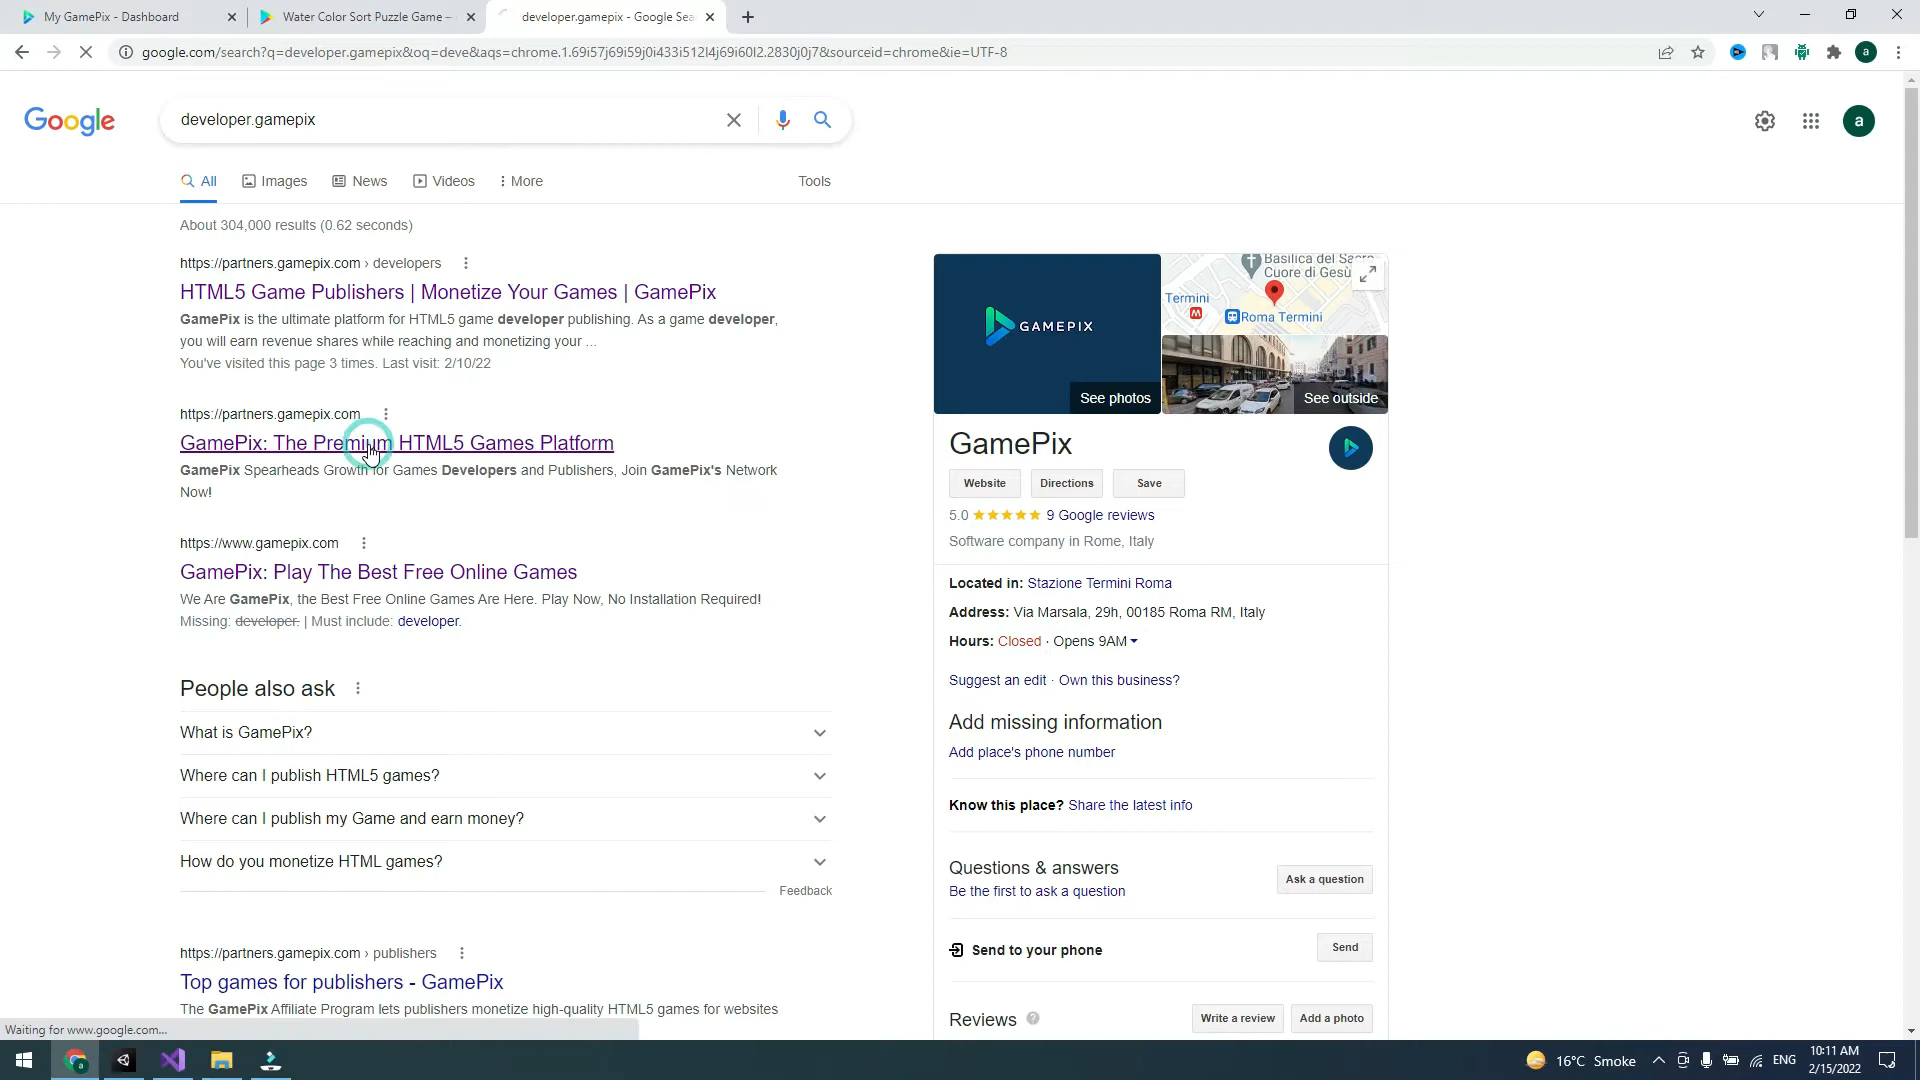 My GamePix - Dashboard
Water Color Sort Puzzle Game –
developer.gamepix - Google Sea
google.com/search?q=developer.gamepix&oq=deve&aqs=chrome.1.69i57j69i59j0i433i512l4j69i60l2.2830j0j7&sourceid=chrome&ie=UTF-8
a
Google
developer.gamepix
a
All
Images
News
Videos
More
Tools
About 304,000 results (0.62 seconds)
https://partners.gamepix.com › developers
HTML5 Game Publishers | Monetize Your Games | GamePix
GamePix is the ultimate platform for HTML5 game developer publishing. As a game developer,
you will earn revenue shares while reaching and monetizing your ...
You've visited this page 3 times. Last visit: 2/10/22
https://partners.gamepix.com
GamePix: The Premium HTML5 Games Platform
GamePix Spearheads Growth for Games Developers and Publishers, Join GamePix's Network
Now!
https://www.gamepix.com
GamePix: Play The Best Free Online Games
We Are GamePix, the Best Free Online Games Are Here. Play Now, No Installation Required!
Missing: developer. | Must include: developer.
People also ask
What is GamePix?
Where can I publish HTML5 games?
Where can I publish my Game and earn money?
How do you monetize HTML games?
Feedback
https://partners.gamepix.com › publishers
Top games for publishers - GamePix
The GamePix Affiliate Program lets publishers monetize high-quality HTML5 games for websites
GAMEPIX
See photos
Basilica del Sacro
Cuore di Gesù
Termini
M
Roma Termini
See outside
GamePix
Website
Directions
Save
5.0
9 Google reviews
Software company in Rome, Italy
Located in: Stazione Termini Roma
Address: Via Marsala, 29h, 00185 Roma RM, Italy
Hours: Closed · Opens 9AM
Suggest an edit · Own this business?
Add missing information
Add place's phone number
Know this place? Share the latest info
Questions & answers
Be the first to ask a question
Ask a question
Send to your phone
Send
Reviews
Write a review
Add a photo
Waiting for www.google.com...
16°C Smoke
ENG
10:11 AM
2/15/2022